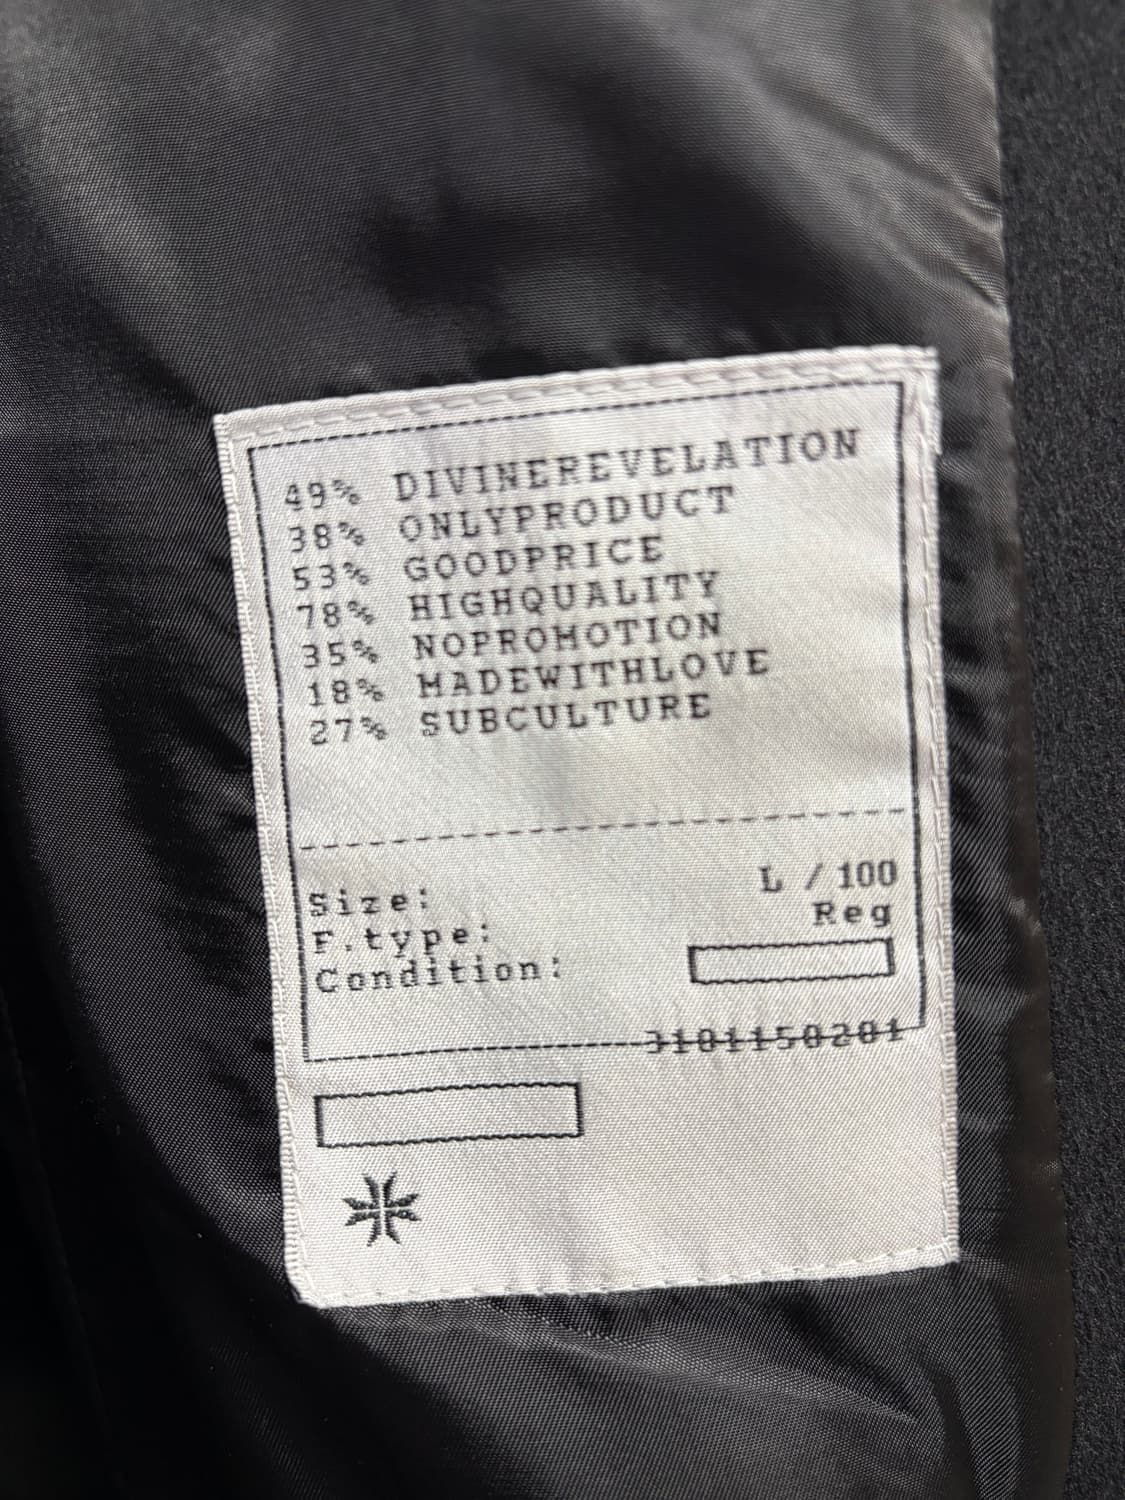 49% DIVINEREVELATION
38% ONLYPRODUCT
53% GOODPRICE
78% HIGHQUALITY
35% NOPROMOTION
18% MADEWITHLOVE
27% SUBCULTURE
Size: L / 100
F.type: Reg
Condition:
3101150201